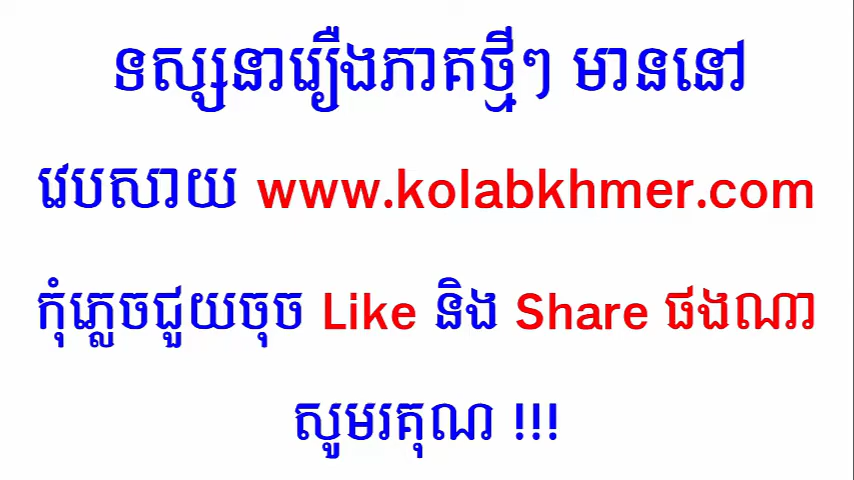 ទស្សនារឿងភាគថ្មីៗ មាននៅ
វេបសាយ www.kolabkhmer.com
កុំភ្លេចជួយចុច Like និង Share ផងណា
សូមរគុណ !!!